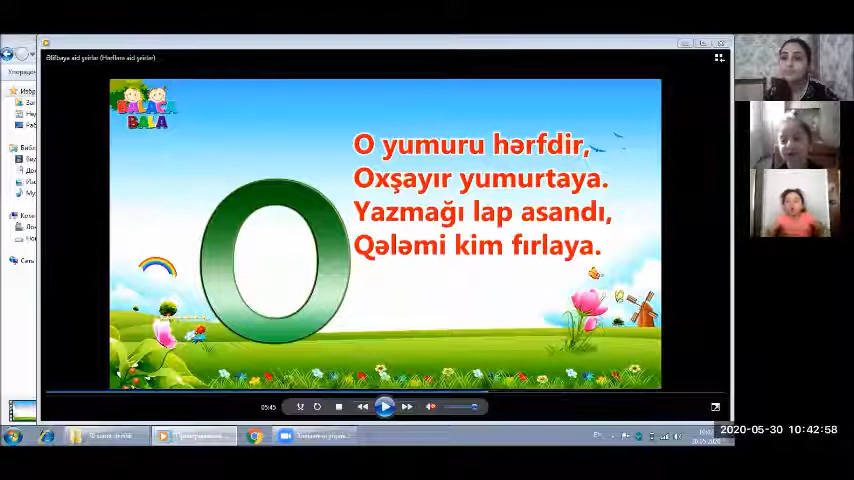 Əlifbaya aid şeirlər (Hərflərə aid şeirlər)
BALACA
BALA
O
O yumuru hərfdir,
Oxşayır yumurtaya.
Yazmağı lap asandı,
Qələmi kim fırlaya.
05:45
2020-05-30 10:42:58